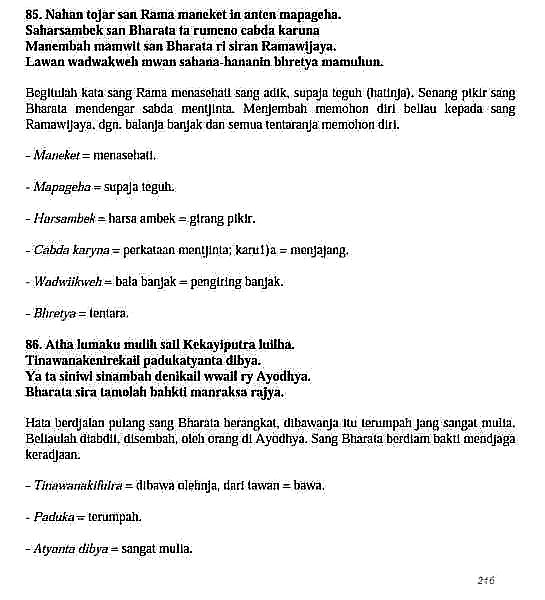 85. Nahan tojar san Rama maneket in anten mapageha.
Saharsambek san Bharata ta rumeno cabda karuna
Manembah mamwit san Bharata ri siran Ramawijaya.
Lawan wadwakweh mwan sahana-hananin bhretya mamuhun.
Begitulah kata sang Rama menasehati sang adik, supaja teguh (hatinja). Senang pikir sang
Bharata mendengar sabda mentjinta. Menjembah memohon diri beliau kepada sang
Ramawijaya, dgn. balanja banjak dan semua tentaranja memohon diri.
- Maneket = menasehati.
- Mapageha = supaja teguh.
- Harsambek = harsa ambek = girang pikir.
- Cabda karyna = perkataan mentjinta; karu1)a = menjajang.
- Wadwiikweh = bala banjak = pengiring banjak.
- Bhretya = tentara.
86. Atha lumaku mulih sail Kekayiputra luilha.
Tinawanakenirekail padukatyanta dibya.
Ya ta siniwi sinambah denikail wwail ry Ayodhya.
Bharata sira tamolah bahkti manraksa rajya.
Hata berdjalan pulang sang Bharata berangkat, dibawanja itu terumpah jang sangat mulia.
Beliaulah diabdii, disembah, oleh orang di Ayodhya. Sang Bharata berdiam bakti mendjaga
keradjaan.
- Tinawanakifulra = dibawa olehnja, dari tawan = bawa.
- Paduka = terumpah.
- Atyanta dibya = sangat mulia.
216